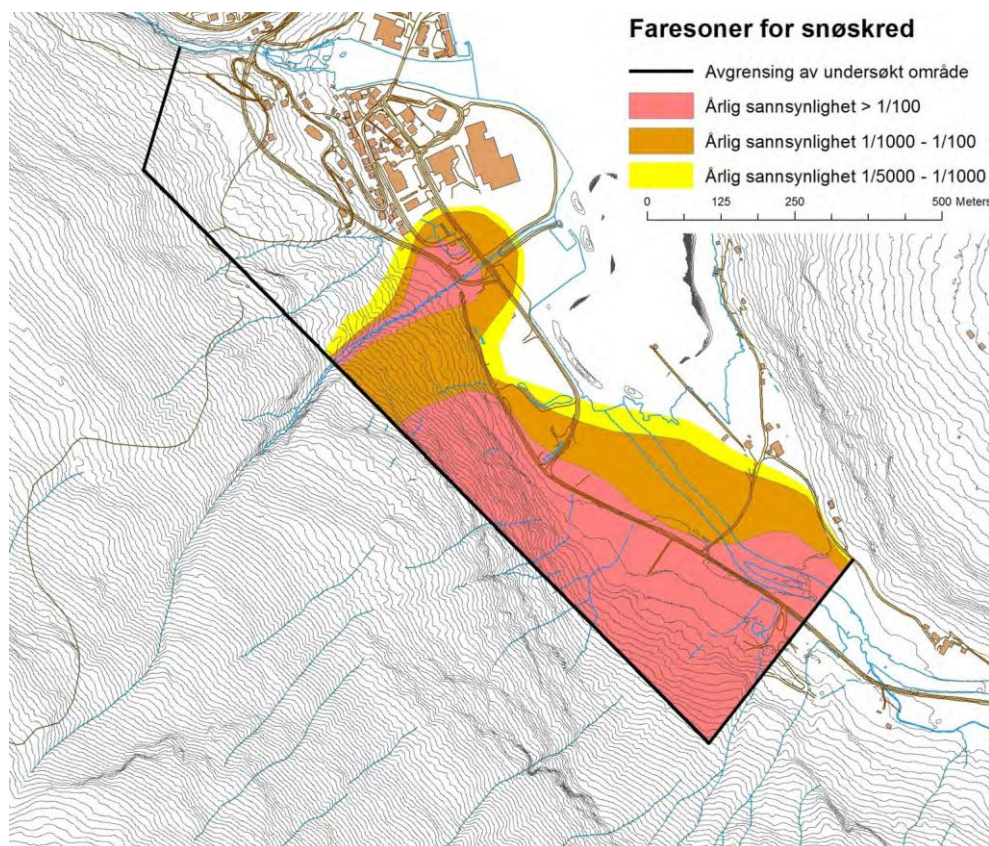 Faresoner for snøskred
Avgrensing av undersøkt område
Årlig sannsynlighet > 1/100
Årlig sannsynlighet 1/1000 - 1/100
Årlig sannsynlighet 1/5000 - 1/1000
0 125 250 500 Meters